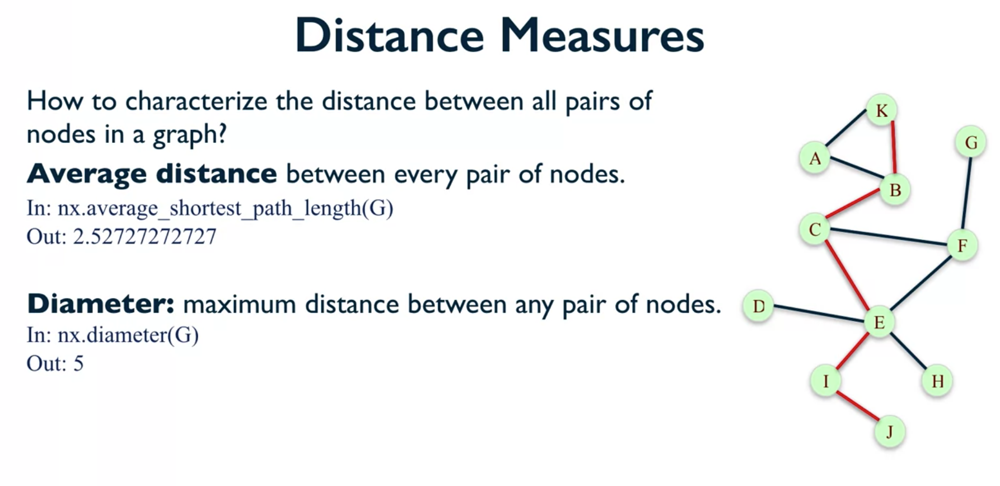 Distance Measures
How to characterize the distance between all pairs of
nodes in a graph?
Average distance between every pair of nodes.
In: nx.average_shortest_path_length(G)
Out: 2.52727272727
Diameter: maximum distance between any pair of nodes.
In: nx.diameter(G)
Out: 5
K
G
A
B
C
F
D
E
I
H
J